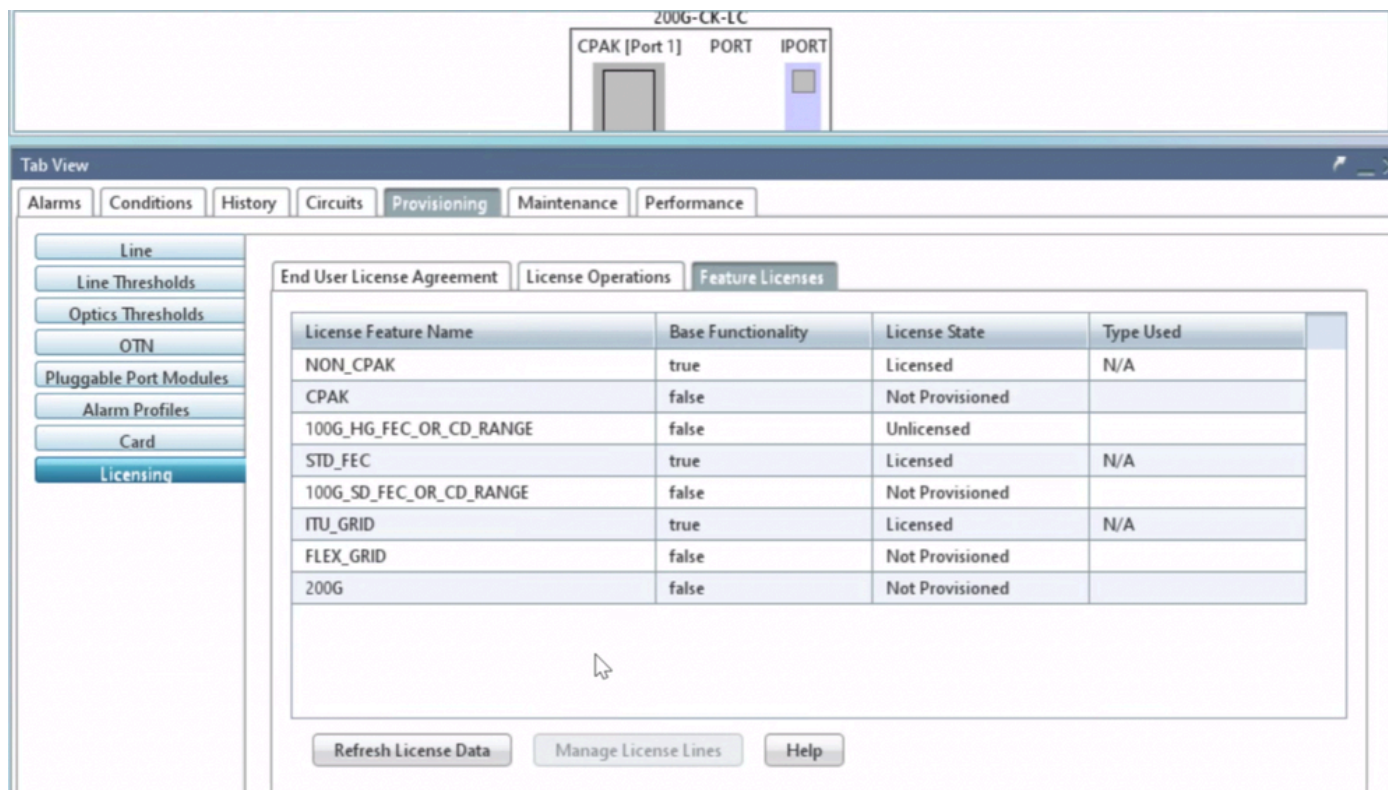 200G-CK-LC
CPAK [Port 1] PORT IPORT
Tab View
Alarms Conditions History Circuits Provisioning Maintenance Performance
Line
Line Thresholds
Optics Thresholds
OTN
Pluggable Port Modules
Alarm Profiles
Card
Licensing
End User License Agreement License Operations Feature Licenses
License Feature Name Base Functionality License State Type Used
NON_CPAK true Licensed N/A
CPAK false Not Provisioned
100G_HG_FEC_OR_CD_RANGE false Unlicensed
STD_FEC true Licensed N/A
100G_SD_FEC_OR_CD_RANGE false Not Provisioned
ITU_GRID true Licensed N/A
FLEX_GRID false Not Provisioned
200G false Not Provisioned
Refresh License Data Manage License Lines Help